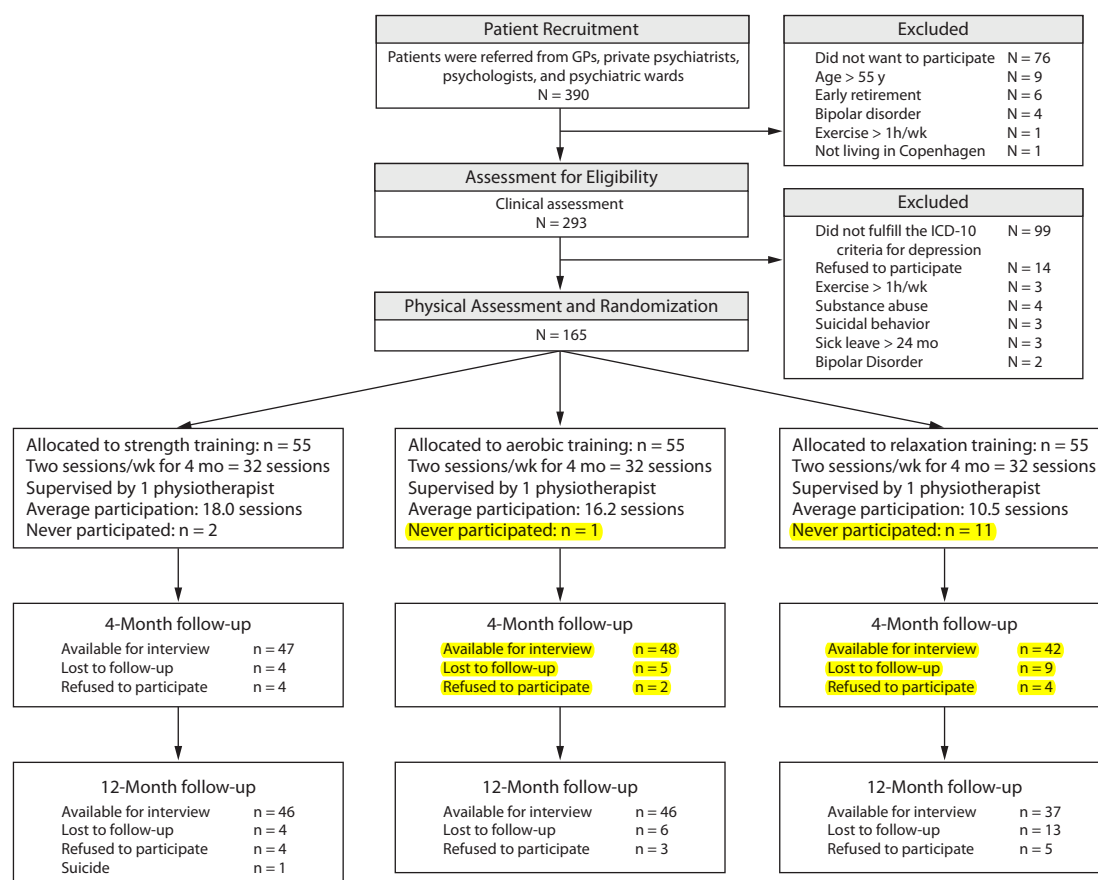 Patient Recruitment
Patients were referred from GPs, private psychiatrists,
psychologists, and psychiatric wards
N = 390
Excluded
Did not want to participate N = 76
Age > 55 y N = 9
Early retirement N = 6
Bipolar disorder N = 4
Exercise > 1h/wk N = 1
Not living in Copenhagen N = 1
Assessment for Eligibility
Clinical assessment
N = 293
Excluded
Did not fulfill the ICD-10 N = 99
criteria for depression
Refused to participate N = 14
Exercise > 1h/wk N = 3
Substance abuse N = 4
Suicidal behavior N = 3
Sick leave > 24 mo N = 3
Bipolar Disorder N = 2
Physical Assessment and Randomization
N = 165
Allocated to strength training: n = 55
Two sessions/wk for 4 mo = 32 sessions
Supervised by 1 physiotherapist
Average participation: 18.0 sessions
Never participated: n = 2
Allocated to aerobic training: n = 55
Two sessions/wk for 4 mo = 32 sessions
Supervised by 1 physiotherapist
Average participation: 16.2 sessions
Never participated: n = 1
Allocated to relaxation training: n = 55
Two sessions/wk for 4 mo = 32 sessions
Supervised by 1 physiotherapist
Average participation: 10.5 sessions
Never participated: n = 11
4-Month follow-up
Available for interview n = 47
Lost to follow-up n = 4
Refused to participate n = 4
4-Month follow-up
Available for interview n = 48
Lost to follow-up n = 5
Refused to participate n = 2
4-Month follow-up
Available for interview n = 42
Lost to follow-up n = 9
Refused to participate n = 4
12-Month follow-up
Available for interview n = 46
Lost to follow-up n = 4
Refused to participate n = 4
Suicide n = 1
12-Month follow-up
Available for interview n = 46
Lost to follow-up n = 6
Refused to participate n = 3
12-Month follow-up
Available for interview n = 37
Lost to follow-up n = 13
Refused to participate n = 5